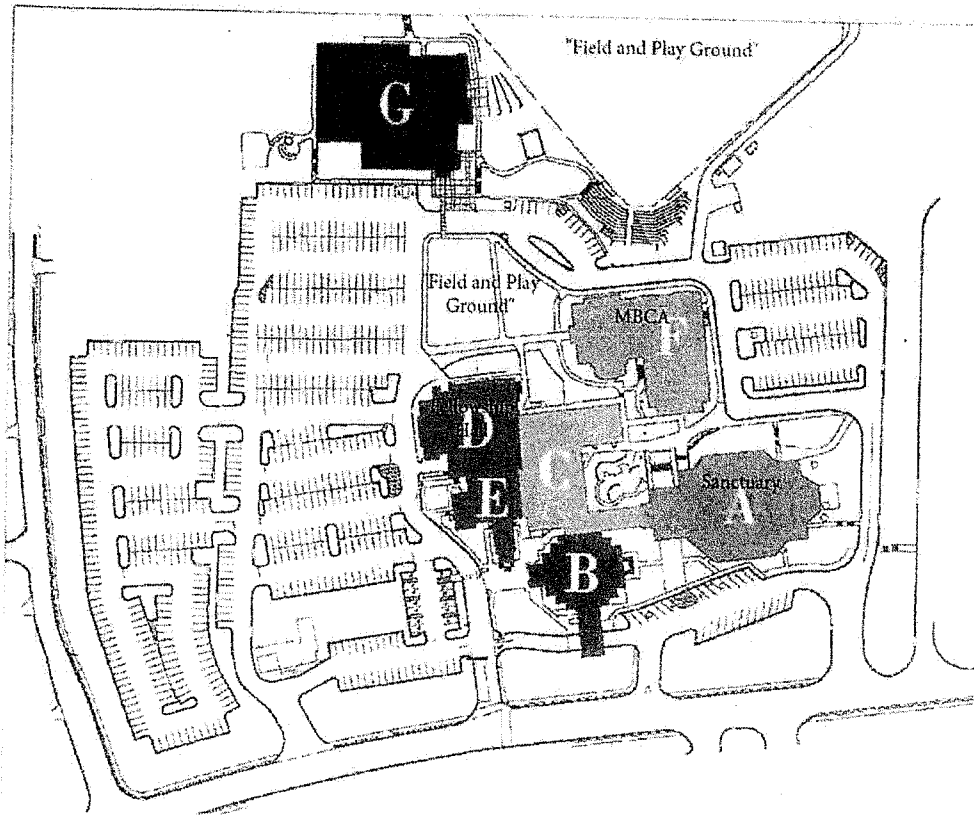 "Field and Play Ground"
G
Field and Play
Ground"
MBCA
F
D
C
Sanctuary
A
E
B